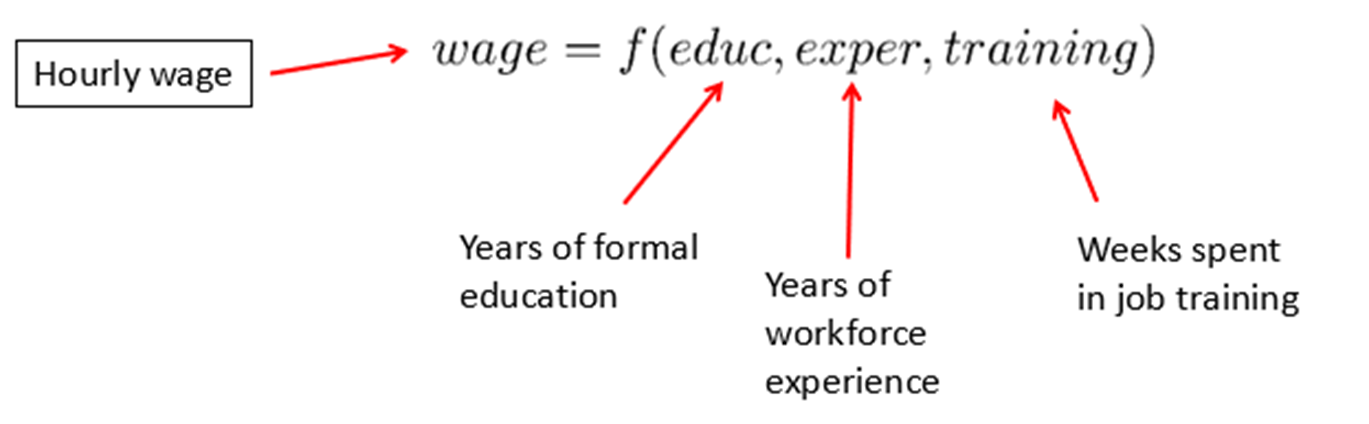 wage = f(educ, exper, training)
Hourly wage
Years of formal
education
Years of
workforce
experience
Weeks spent
in job training